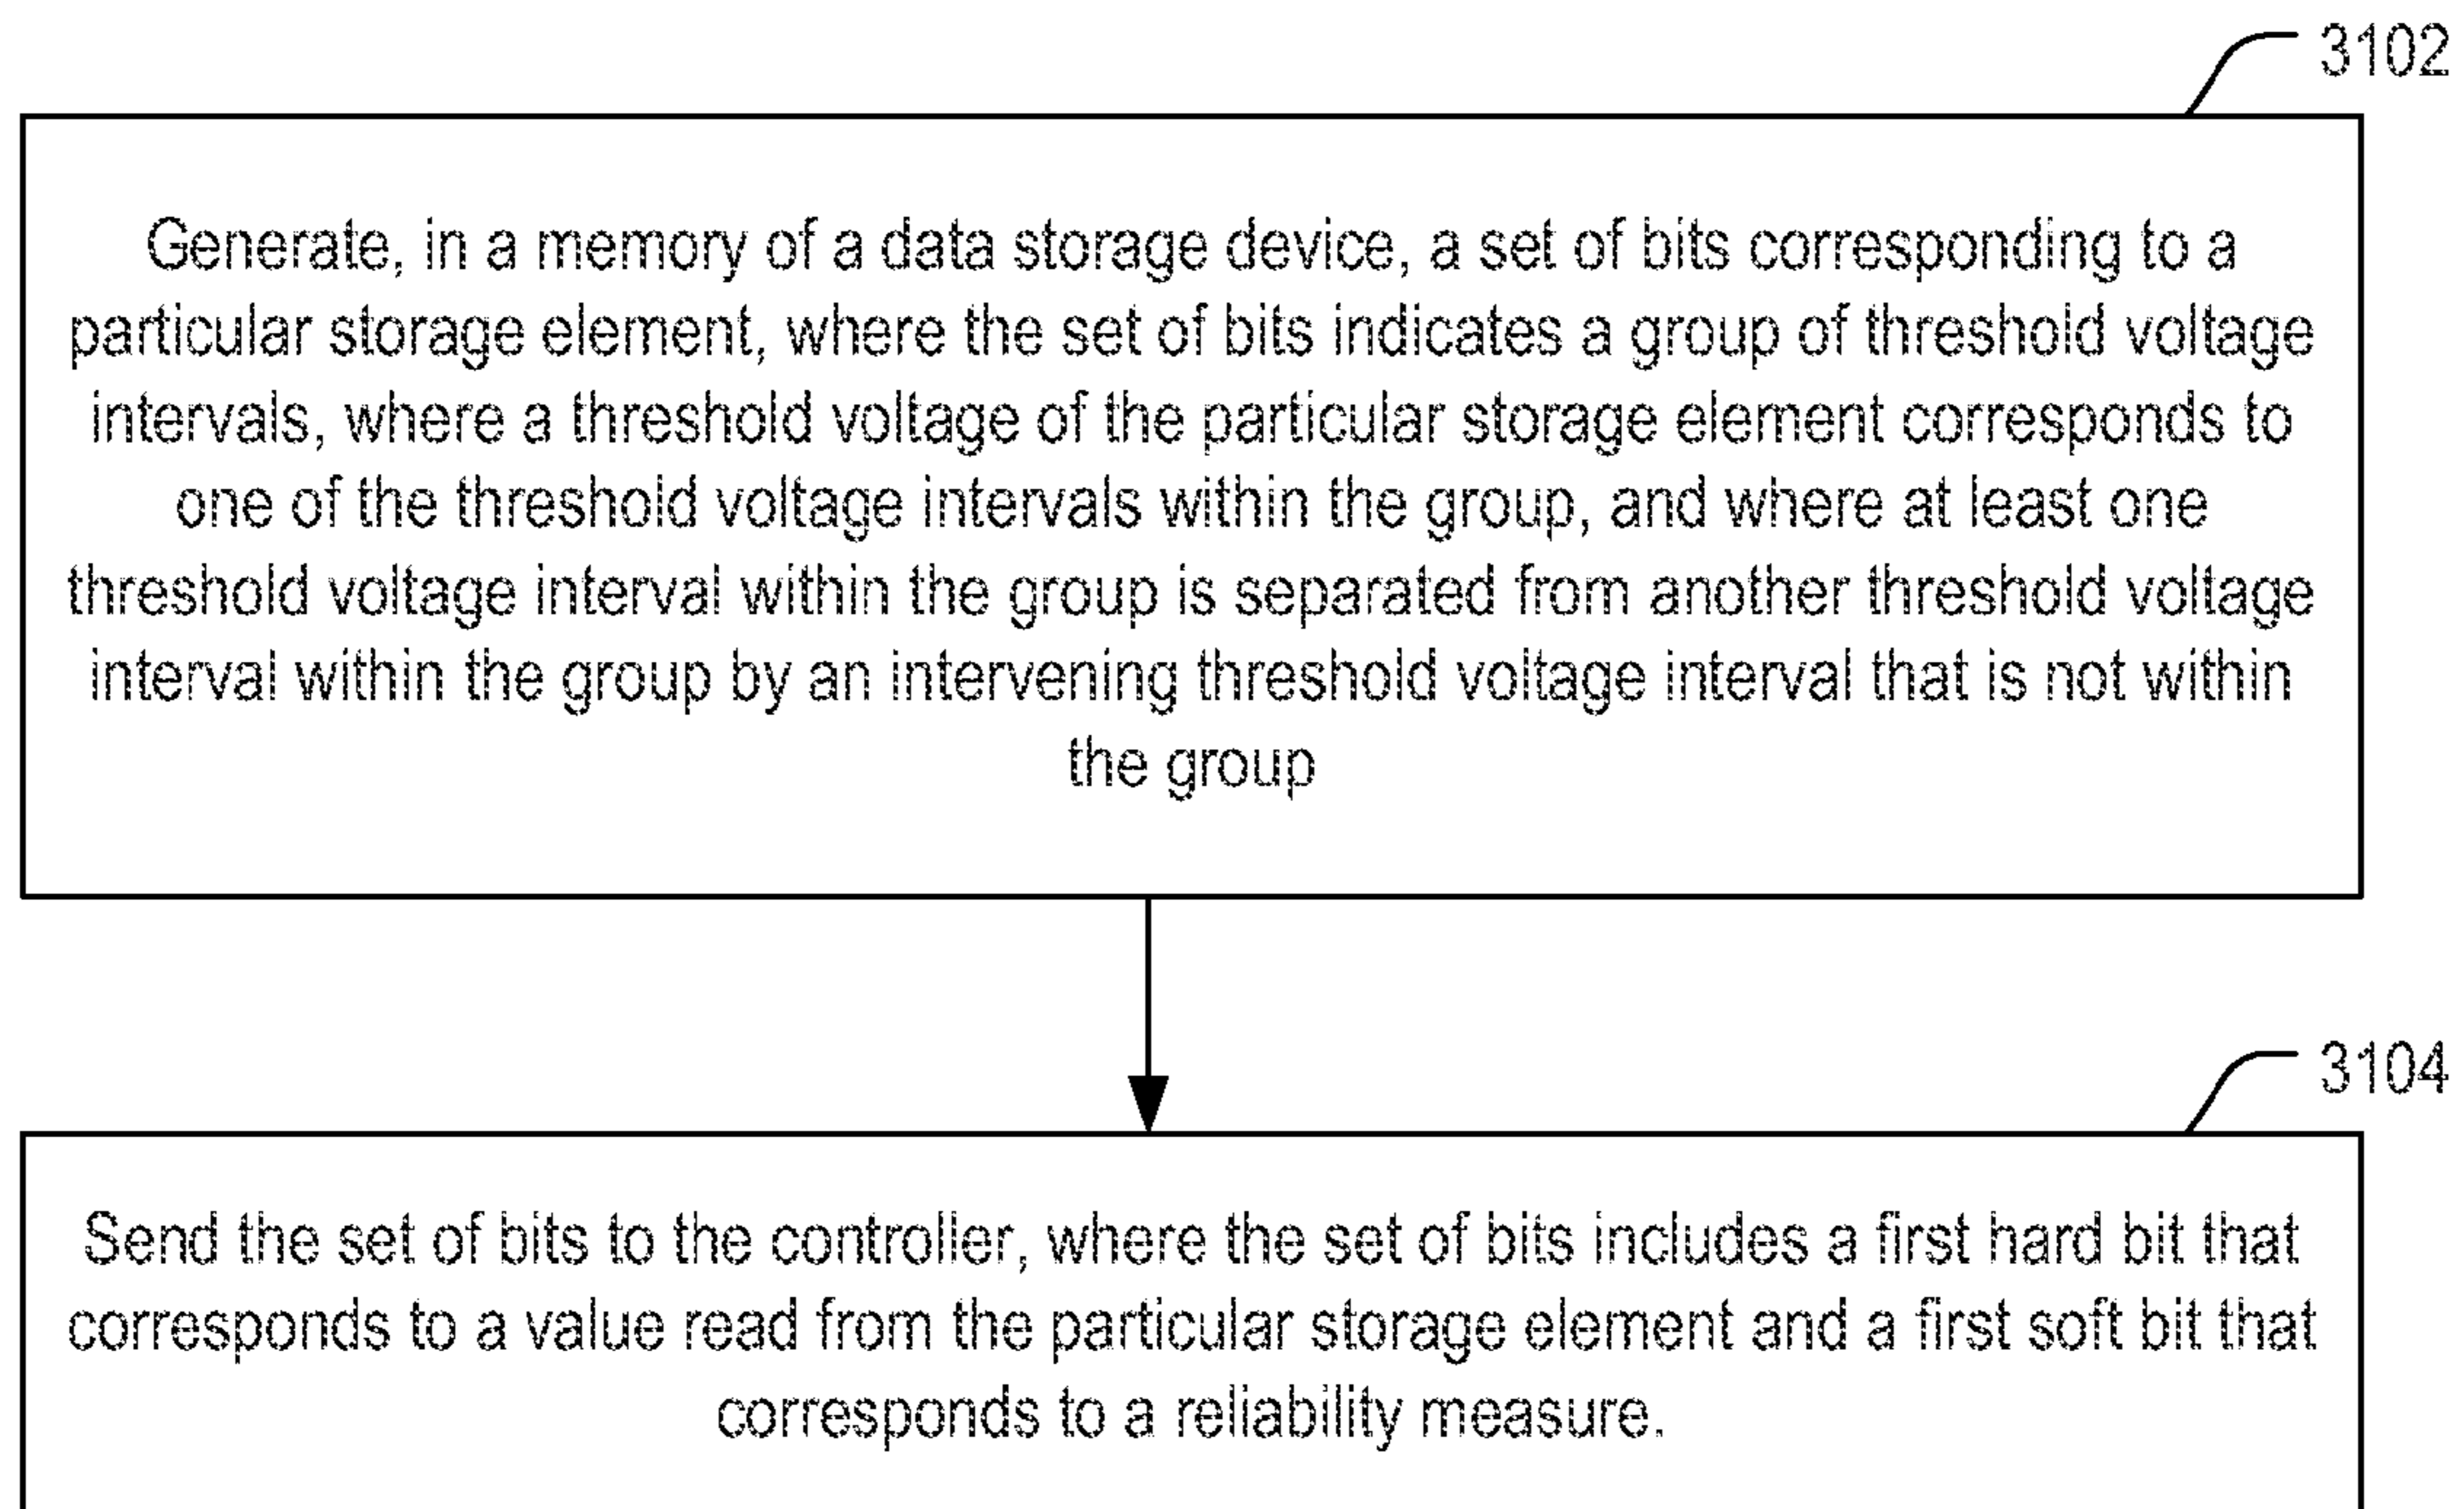 3102
Generate, in a memory of a data storage device, a set of bits corresponding to a
particular storage element, where the set of bits indicates a group of threshold voltage
intervals, where a threshold voltage of the particular storage element corresponds to
one of the threshold voltage intervals within the group, and where at least one
threshold voltage interval within the group is separated from another threshold voltage
interval within the group by an intervening threshold voltage interval that is not within
the group
3104
Send the set of bits to the controller, where the set of bits includes a first hard bit that
corresponds to a value read from the particular storage element and a first soft bit that
corresponds to a reliability measure.